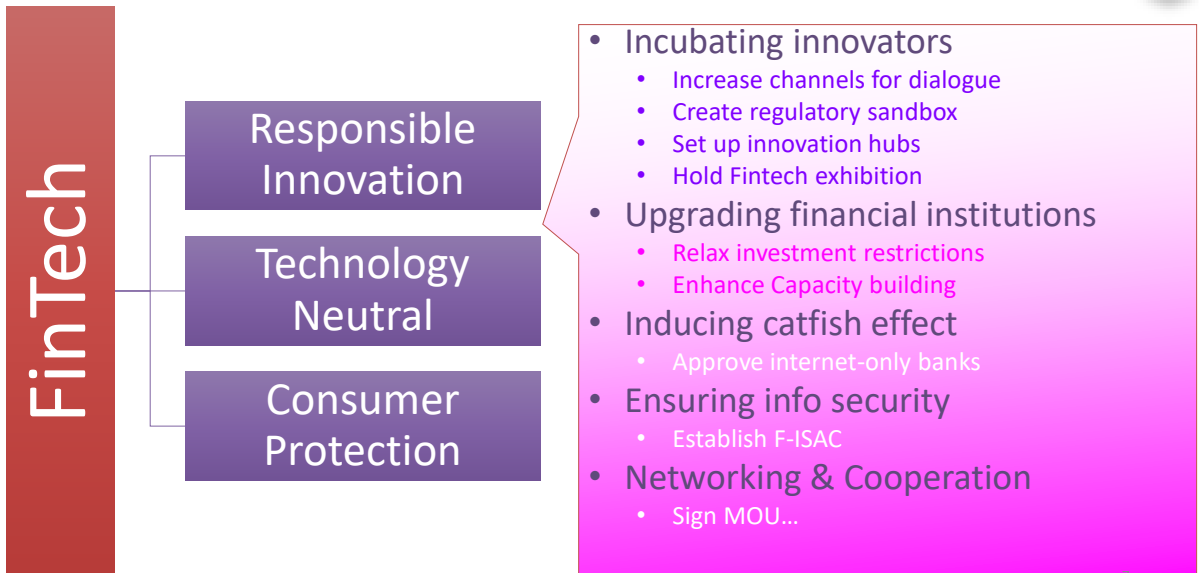 FinTech
Responsible
Innovation
Technology
Neutral
Consumer
Protection
• Incubating innovators
• Increase channels for dialogue
• Create regulatory sandbox
• Set up innovation hubs
• Hold Fintech exhibition
• Upgrading financial institutions
• Relax investment restrictions
• Enhance Capacity building
• Inducing catfish effect
• Approve internet-only banks
• Ensuring info security
• Establish F-ISAC
• Networking & Cooperation
• Sign MOU…